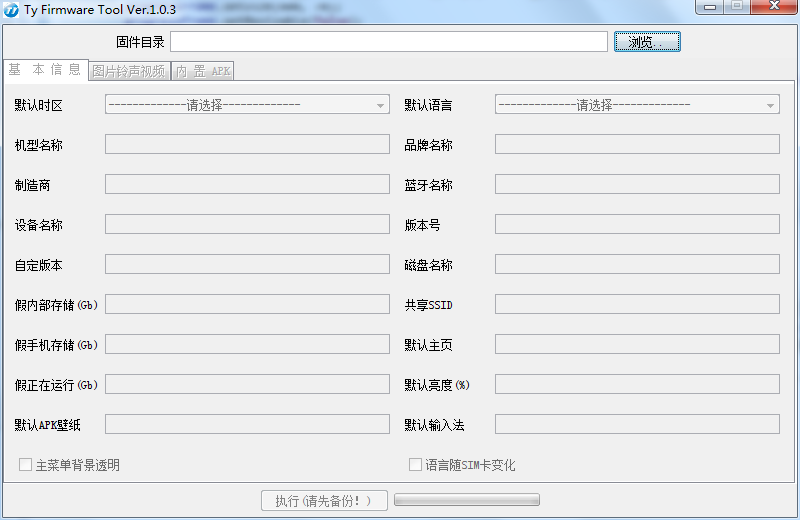 Ty Firmware Tool Ver.1.0.3
固件目录 浏览..
基 本 信 息 图片铃声视频 内 置 APK
默认时区 -------------请选择------------- 默认语言 -------------请选择-------------
机型名称 品牌名称
制造商 蓝牙名称
设备名称 版本号
自定版本 磁盘名称
假内部存储(Gb) 共享SSID
假手机存储(Gb) 默认主页
假正在运行(Gb) 默认亮度(%)
默认APK壁纸 默认输入法
主菜单背景透明 语言随SIM卡变化
执行(请先备份! )